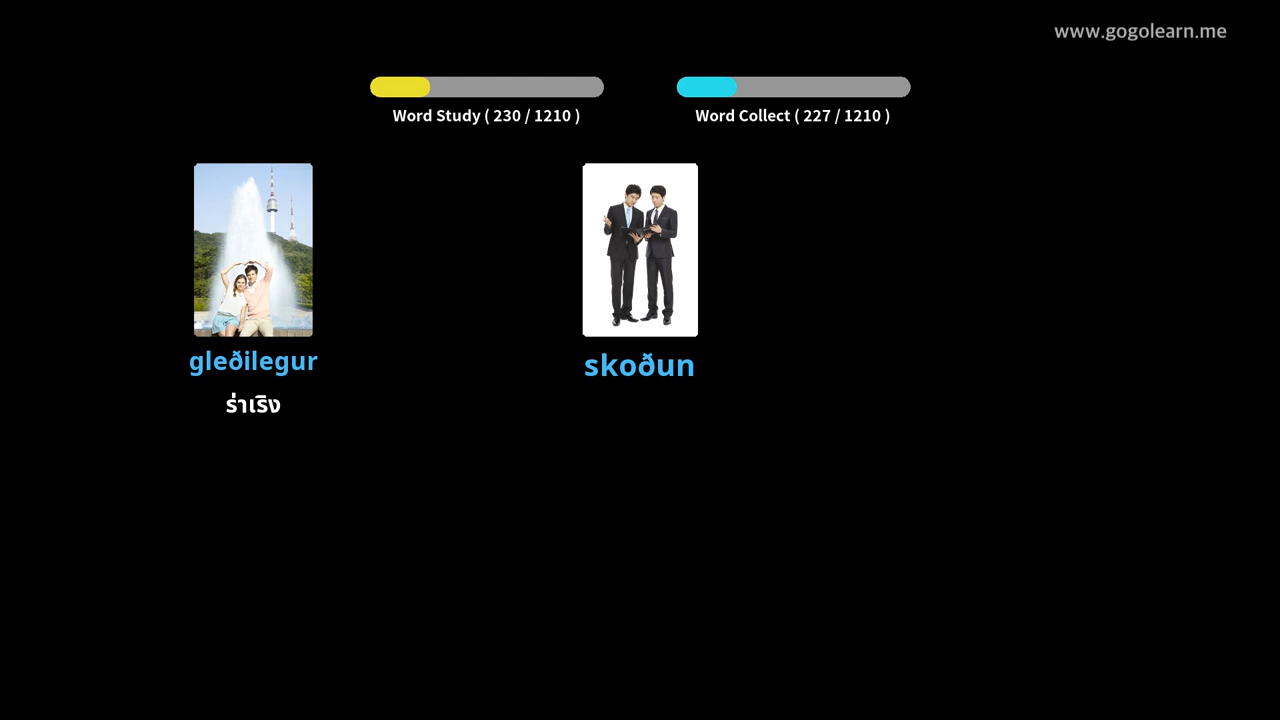 www.gogolearn.me
Word Study ( 230 / 1210 )
Word Collect ( 227 / 1210 )
gleðilegur
ร่าเริง
skoðun